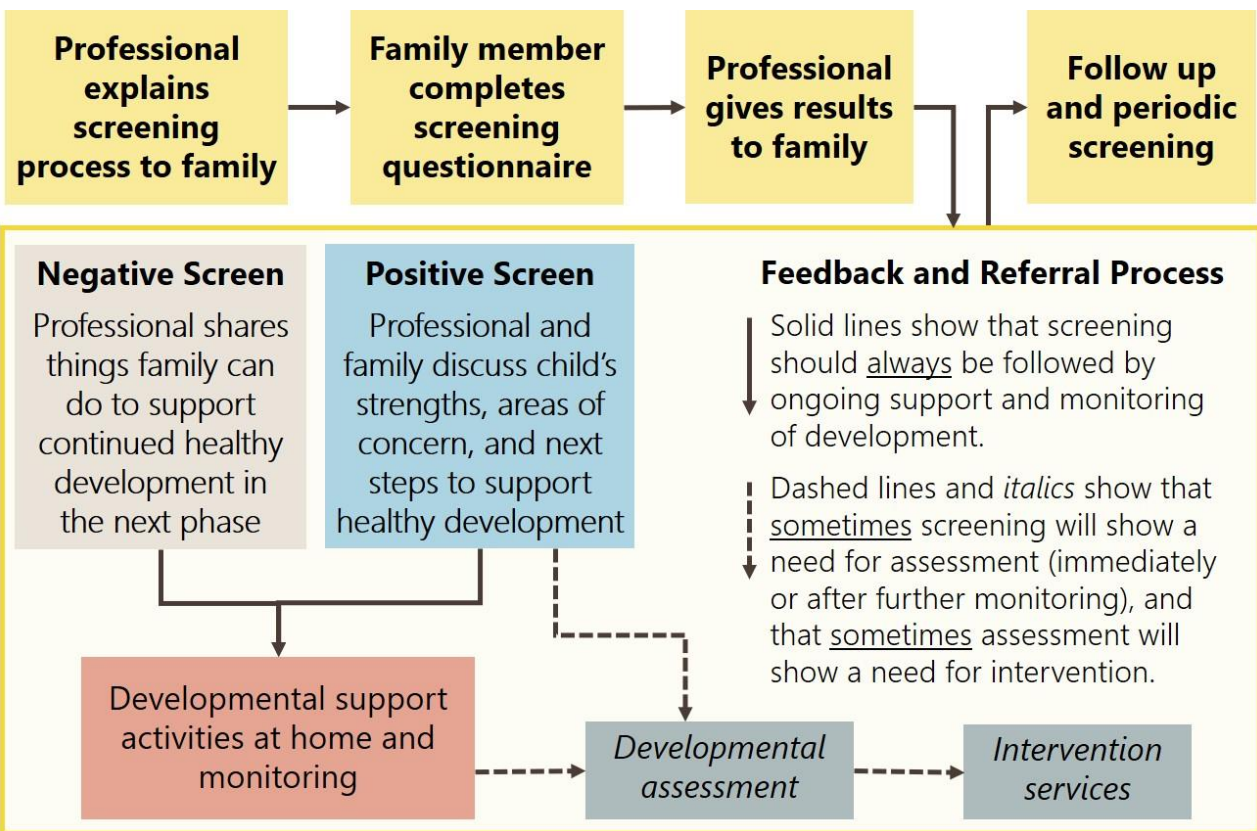 Professional
explains
screening
process to family
Family member
completes
screening
questionnaire
Professional
gives results
to family
Follow up
and periodic
screening
Negative Screen
Professional shares
things family can
do to support
continued healthy
development in
the next phase
Positive Screen
Professional and
family discuss child’s
strengths, areas of
concern, and next
steps to support
healthy development
Feedback and Referral Process
Solid lines show that screening
should always be followed by
ongoing support and monitoring
of development.
Dashed lines and italics show that
sometimes screening will show a
need for assessment (immediately
or after further monitoring), and
that sometimes assessment will
show a need for intervention.
Developmental support
activities at home and
monitoring
Developmental
assessment
Intervention
services